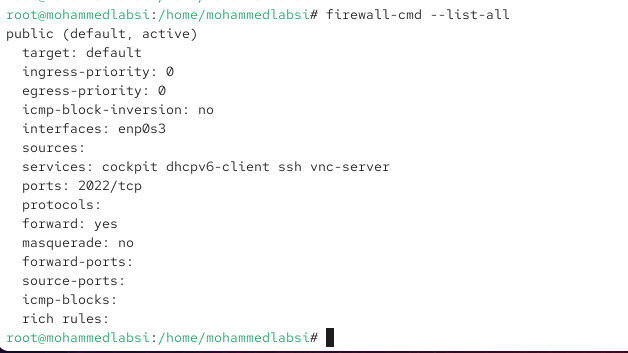 root@mohammedlabsi:/home/mohammedlabsi# firewall-cmd --list-all
public (default, active)
  target: default
  ingress-priority: 0
  egress-priority: 0
  icmp-block-inversion: no
  interfaces: enp0s3
  sources:
  services: cockpit dhcpv6-client ssh vnc-server
  ports: 2022/tcp
  protocols:
  forward: yes
  masquerade: no
  forward-ports:
  source-ports:
  icmp-blocks:
  rich rules:
root@mohammedlabsi:/home/mohammedlabsi#